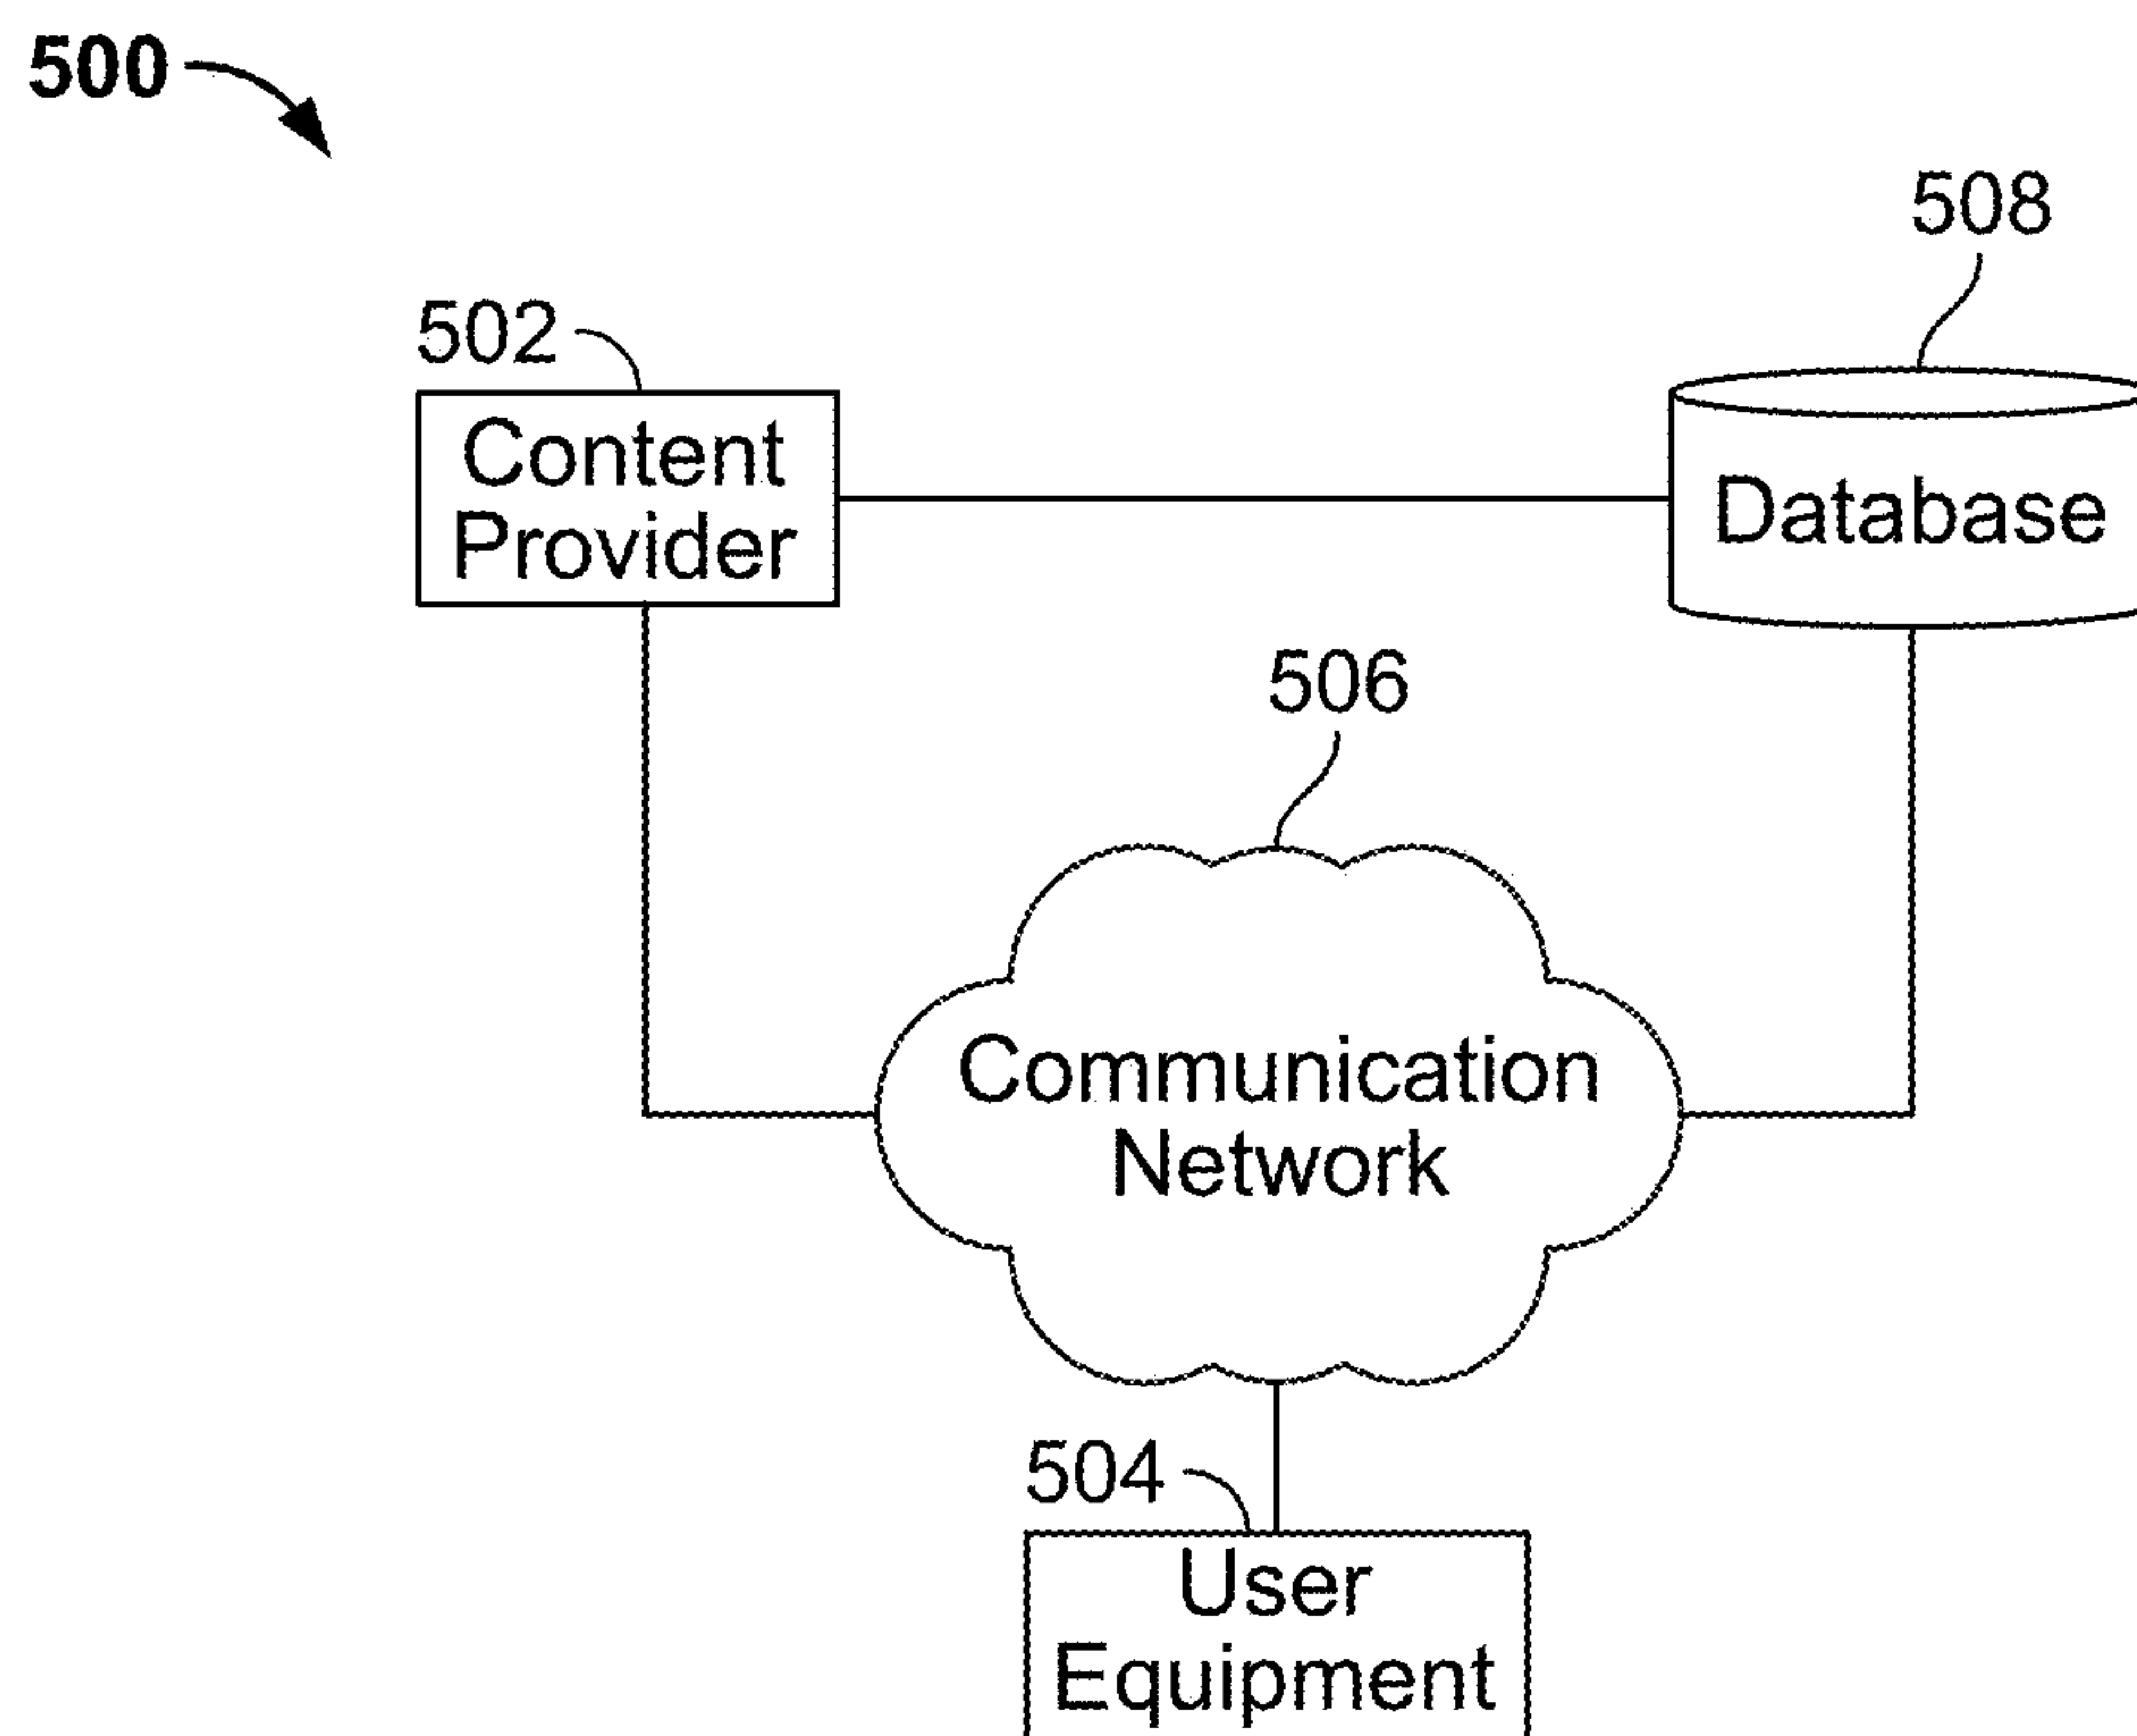 500
508
502
Content
Provider
Database
506
Communication
Network
504
User
Equipment